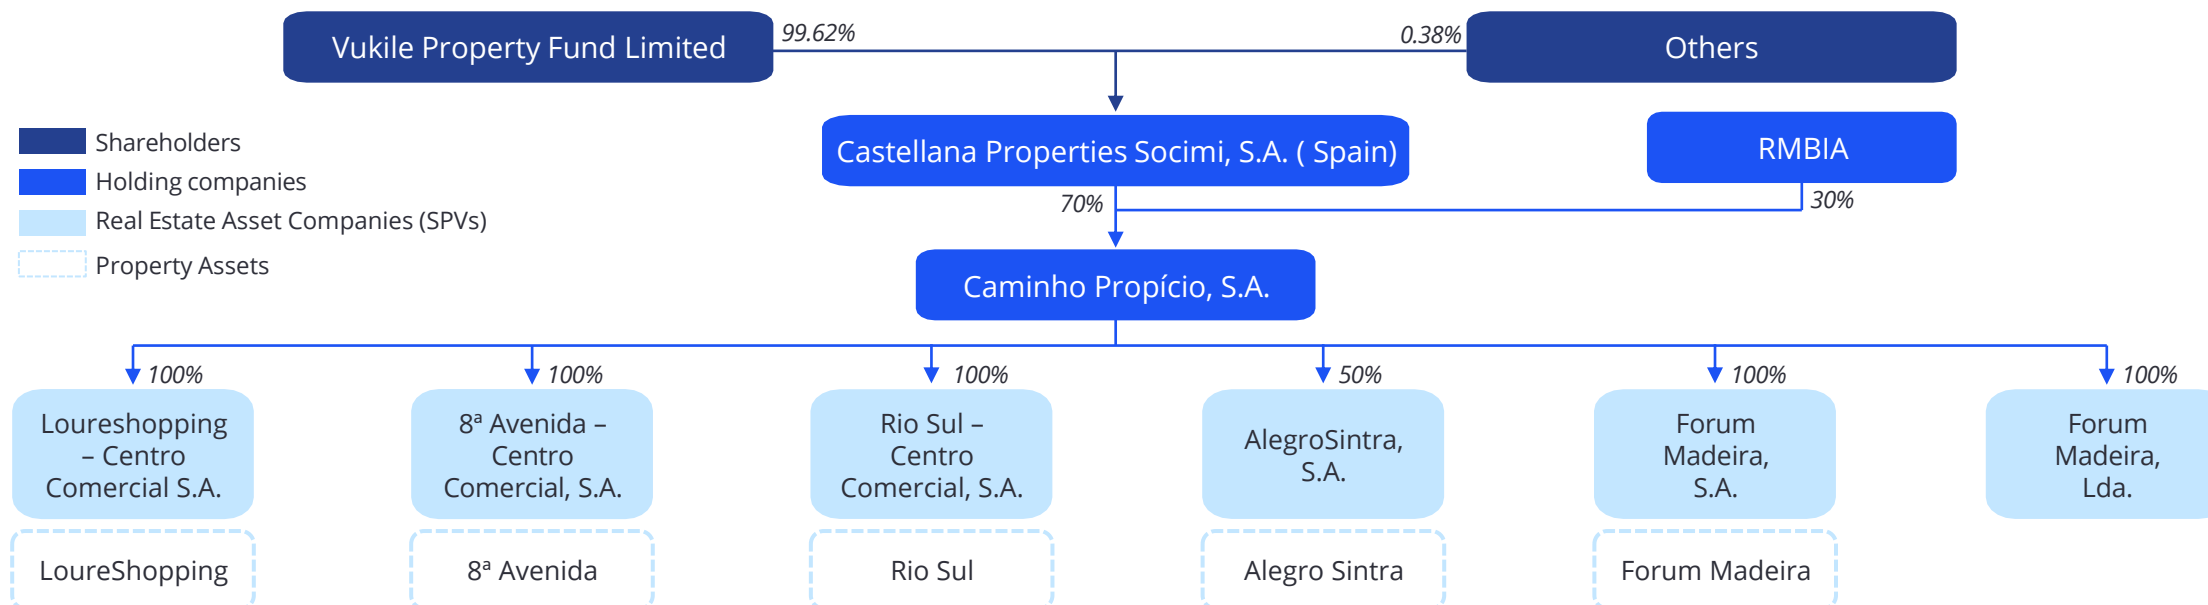 Vukile Property Fund Limited
99.62%
0.38%
Others
Shareholders
Holding companies
Real Estate Asset Companies (SPVs)
Property Assets
Castellana Properties Socimi, S.A. ( Spain)
RMBIA
70%
30%
Caminho Propício, S.A.
100%
100%
100%
50%
100%
100%
Loureshopping
– Centro
Comercial S.A.
8ª Avenida –
Centro
Comercial, S.A.
Rio Sul –
Centro
Comercial, S.A.
AlegroSintra,
S.A.
Forum
Madeira,
S.A.
Forum
Madeira,
Lda.
LoureShopping
8ª Avenida
Rio Sul
Alegro Sintra
Forum Madeira